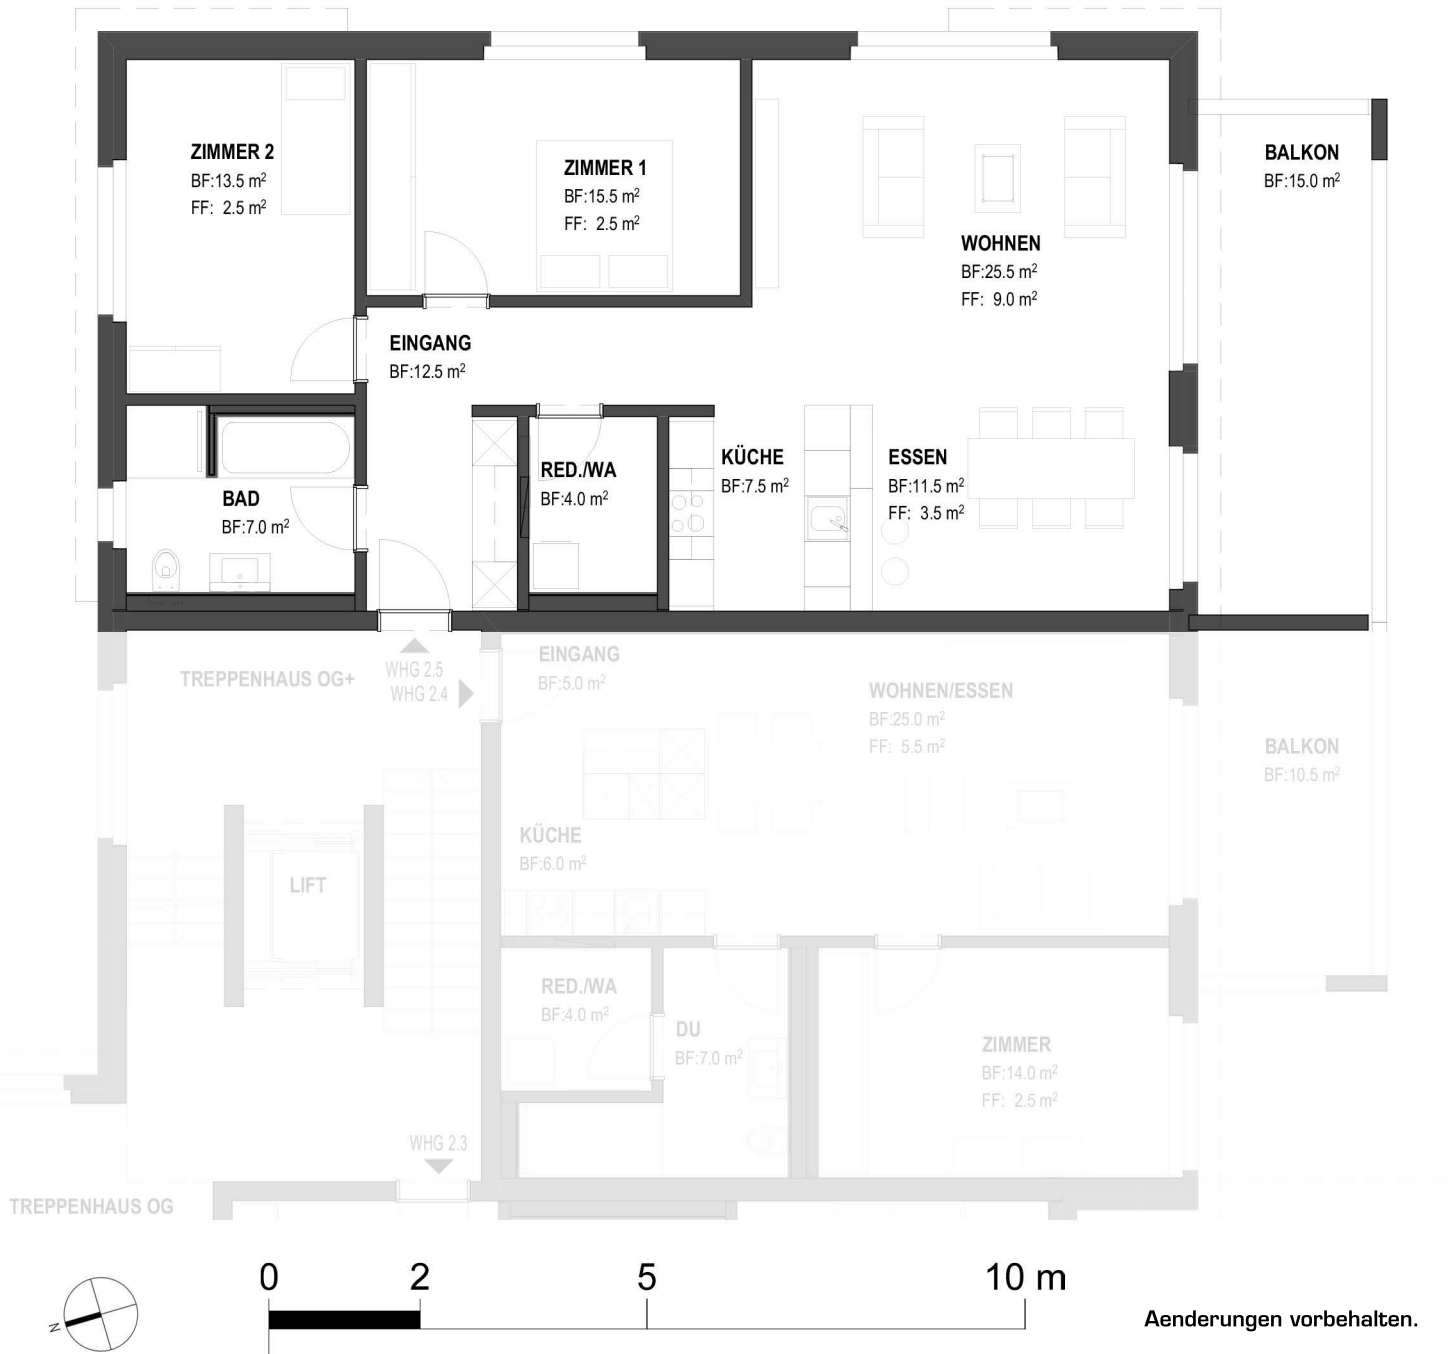 ZIMMER 2
BF:13.5 m²
FF: 2.5 m²
ZIMMER 1
BF:15.5 m²
FF: 2.5 m²
WOHNEN
BF:25.5 m²
FF: 9.0 m²
BALKON
BF:15.0 m²
EINGANG
BF:12.5 m²
BAD
BF:7.0 m²
RED./WA
BF:4.0 m²
KÜCHE
BF:7.5 m²
ESSEN
BF:11.5 m²
FF: 3.5 m²
TREPPENHAUS OG+
WHG 2.5
WHG 2.4
EINGANG
BF:5.0 m²
WOHNEN/ESSEN
BF:25.0 m²
FF: 5.5 m²
BALKON
BF:10.5 m²
KÜCHE
BF:6.0 m²
LIFT
RED./WA
BF:4.0 m²
DU
BF:7.0 m²
ZIMMER
BF:14.0 m²
FF: 2.5 m²
WHG 2.3
TREPPENHAUS OG
N
0 2 5 10 m
Aenderungen vorbehalten.